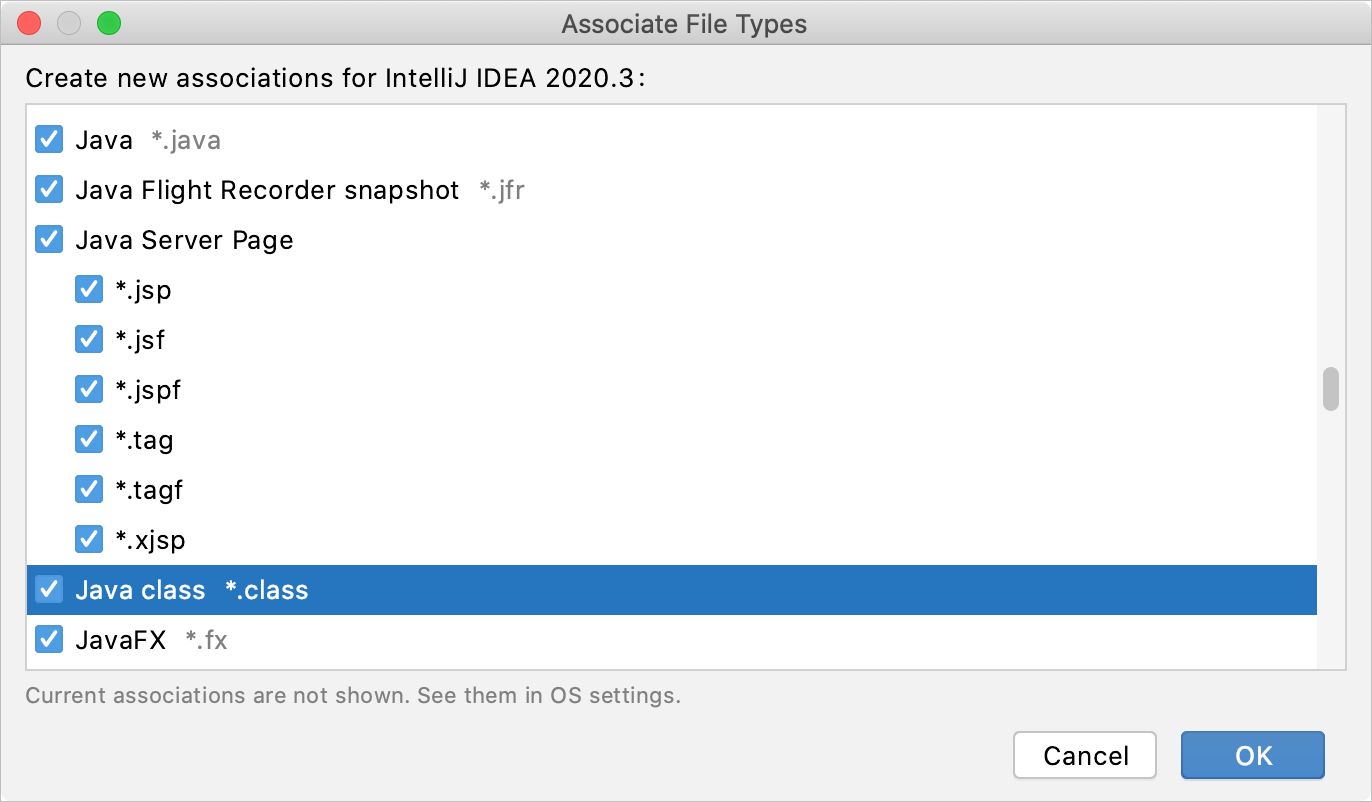 Associate File Types
Create new associations for IntelliJ IDEA 2020.3:
Java *.java
Java Flight Recorder snapshot *.jfr
Java Server Page
*.jsp
*.jsf
*.jspf
*.tag
*.tagf
*.xjsp
Java class *.class
JavaFX *.fx
Current associations are not shown. See them in OS settings.
Cancel OK